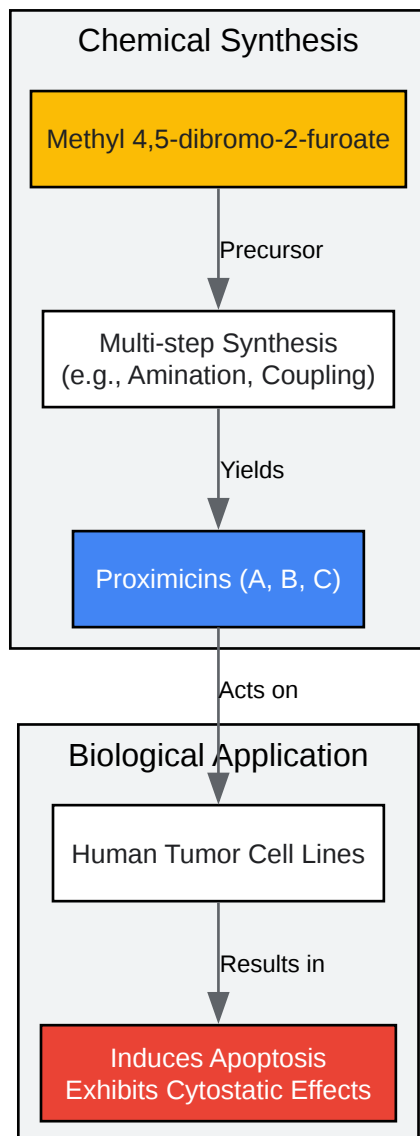 Chemical Synthesis
Methyl 4,5-dibromo-2-furoate
Precursor
Multi-step Synthesis
(e.g., Amination, Coupling)
Yields
Proximicins (A, B, C)
Acts on
Biological Application
Human Tumor Cell Lines
Results in
Induces Apoptosis
Exhibits Cytostatic Effects